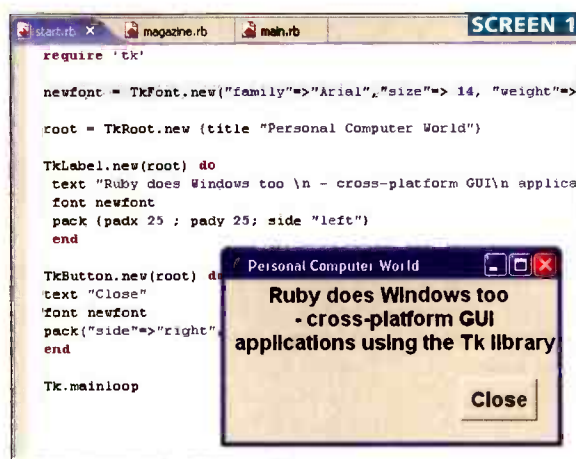 start.rb magazine.rb main.rb SCREEN 1
require 'tk'
newfont = TkFont.new("family"=>"Arial","size"=> 14, "weight"=>
root = TkRoot.new {title "Personal Computer World"}
TkLabel.new(root) do
text "Ruby does Windows too \n - cross-platform GUI\n applica
font newfont
pack {padx 25 ; pady 25; side "left"}
end
TkButton.new(root) do
text "Close"
font newfont
pack("side"=>"right",
end
Tk.mainloop
Personal Computer World
Ruby does Windows too
- cross-platform GUI
applications using the Tk library
Close